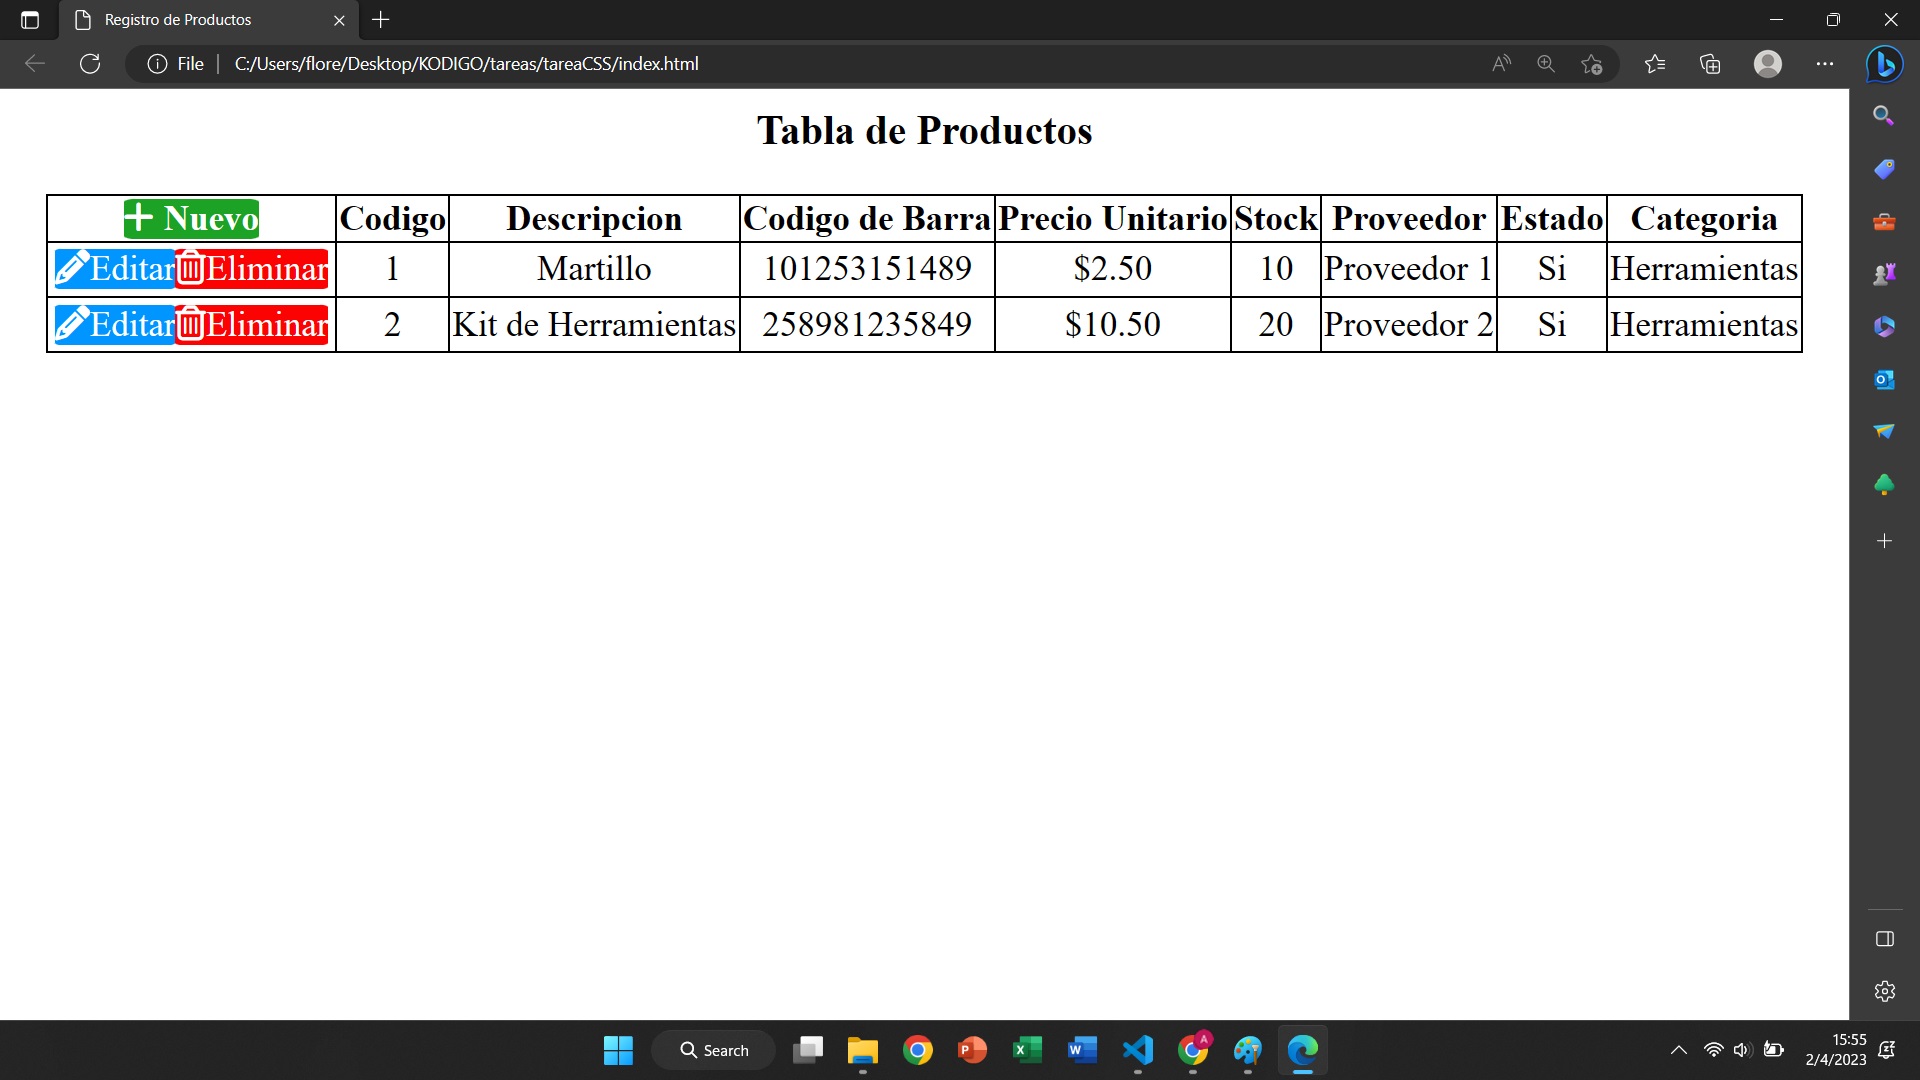 Registro de Productos
File C:/Users/flore/Desktop/KODIGO/tareas/tareaCSS/index.html
Tabla de Productos
Nuevo Codigo Descripcion Codigo de Barra Precio Unitario Stock Proveedor Estado Categoria
Editar Eliminar 1 Martillo 101253151489 $2.50 10 Proveedor 1 Si Herramientas
Editar Eliminar 2 Kit de Herramientas 258981235849 $10.50 20 Proveedor 2 Si Herramientas
Search
15:55
2/4/2023